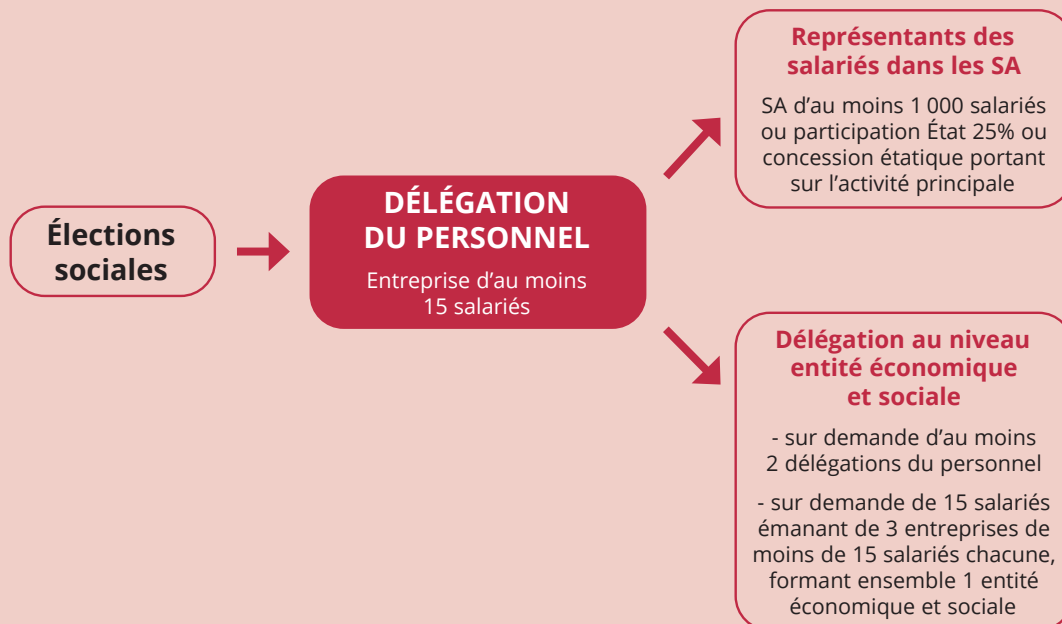 Élections
sociales
DÉLÉGATION
DU PERSONNEL
Entreprise d'au moins
15 salariés
Représentants des
salariés dans les SA
SA d'au moins 1 000 salariés
ou participation État 25% ou
concession étatique portant
sur l'activité principale
Délégation au niveau
entité économique
et sociale
- sur demande d'au moins
2 délégations du personnel
- sur demande de 15 salariés
émanant de 3 entreprises de
moins de 15 salariés chacune,
formant ensemble 1 entité
économique et sociale